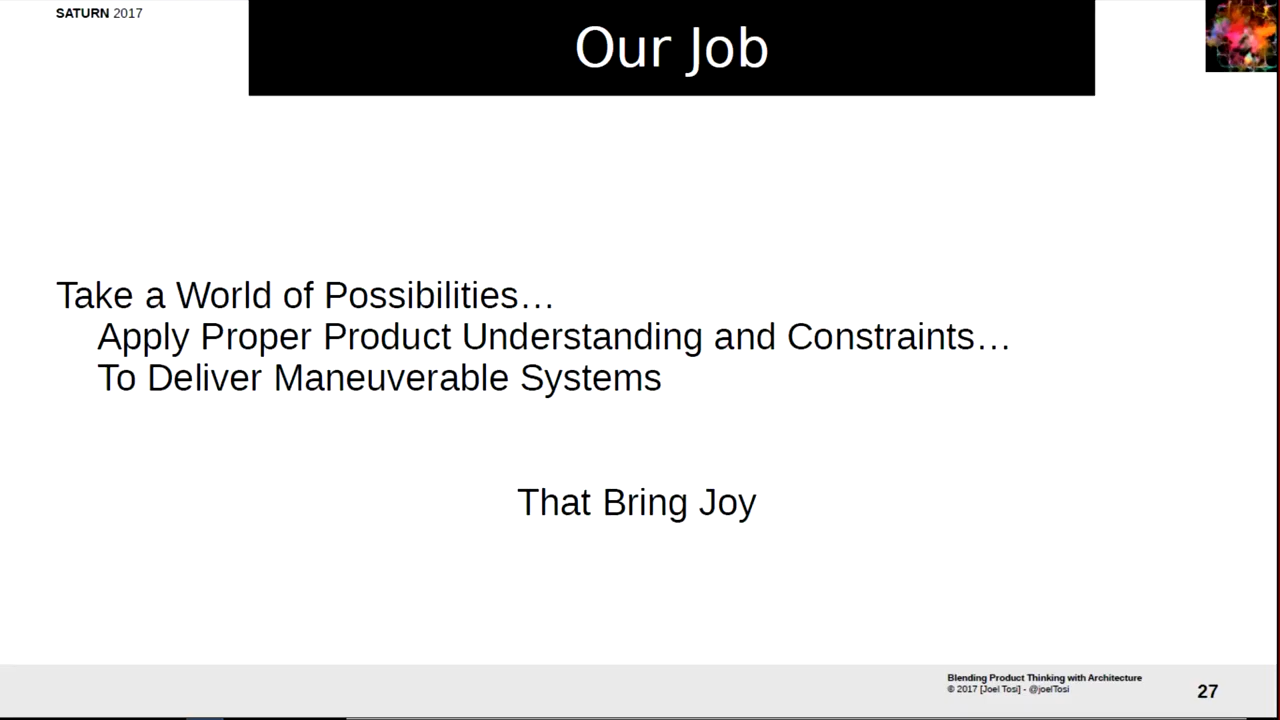 SATURN 2017
Our Job
Take a World of Possibilities…
Apply Proper Product Understanding and Constraints…
To Deliver Maneuverable Systems
That Bring Joy
Blending Product Thinking with Architecture
© 2017 [Joel Tosi] - @joelTosi
27